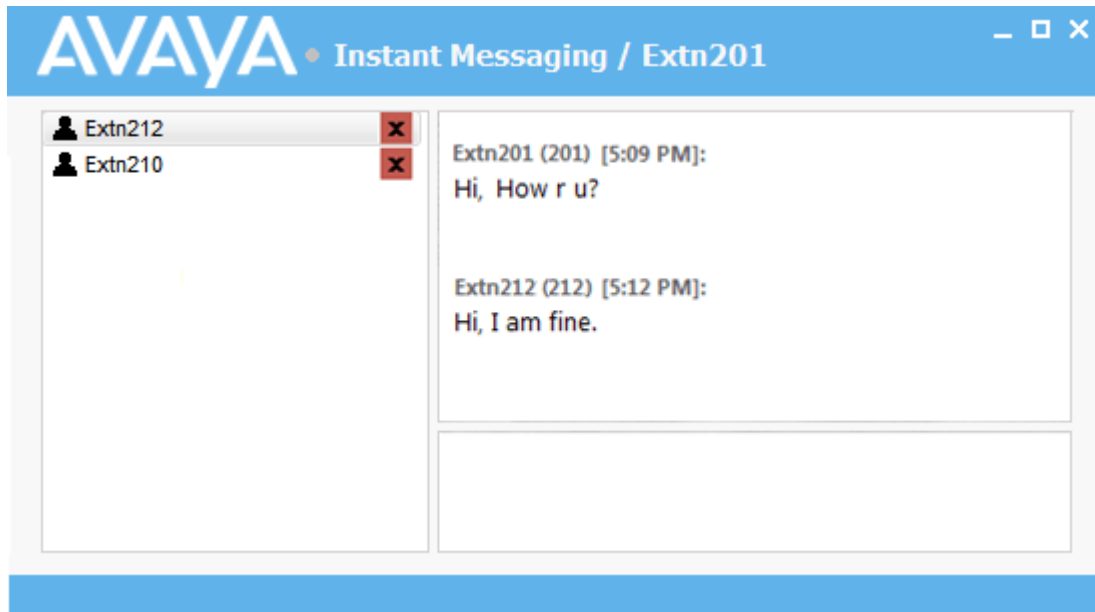 AVAYA • Instant Messaging / Extn201
Extn212
Extn210
Extn201 (201) [5:09 PM]:
Hi, How r u?
Extn212 (212) [5:12 PM]:
Hi, I am fine.